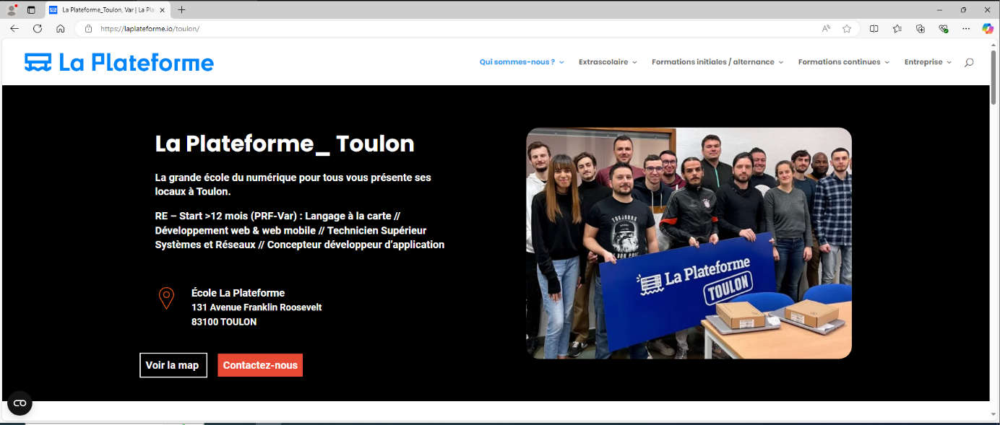 La Plateforme_Toulon, Var | La Pla
https://laplateforme.io/toulon/
La Plateforme
Qui sommes-nous ? Extrascolaire Formations initiales / alternance Formations continues Entreprise
La Plateforme_ Toulon
La grande école du numérique pour tous vous présente ses
locaux à Toulon.
RE – Start >12 mois (PRF-Var) : Langage à la carte //
Développement web & web mobile // Technicien Supérieur
Systèmes et Réseaux // Concepteur développeur d’application
École La Plateforme
131 Avenue Franklin Roosevelt
83100 TOULON
Voir la map Contactez-nous
TOUJOURS
BON
La Plateforme
TOULON